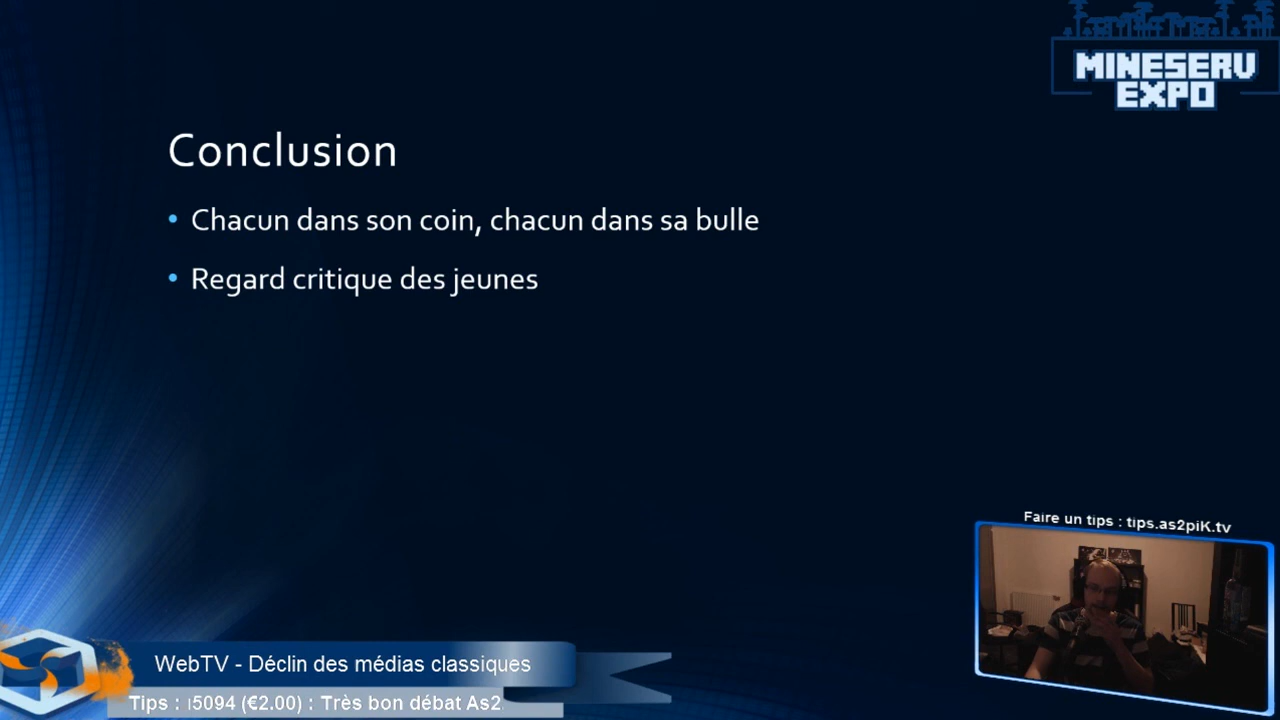 MINESERV
EXPO
Conclusion
• Chacun dans son coin, chacun dans sa bulle
• Regard critique des jeunes
Faire un tips : tips.as2piK.tv
WebTV - Déclin des médias classiques
Tips : 5094 (€2.00) : Très bon débat As2